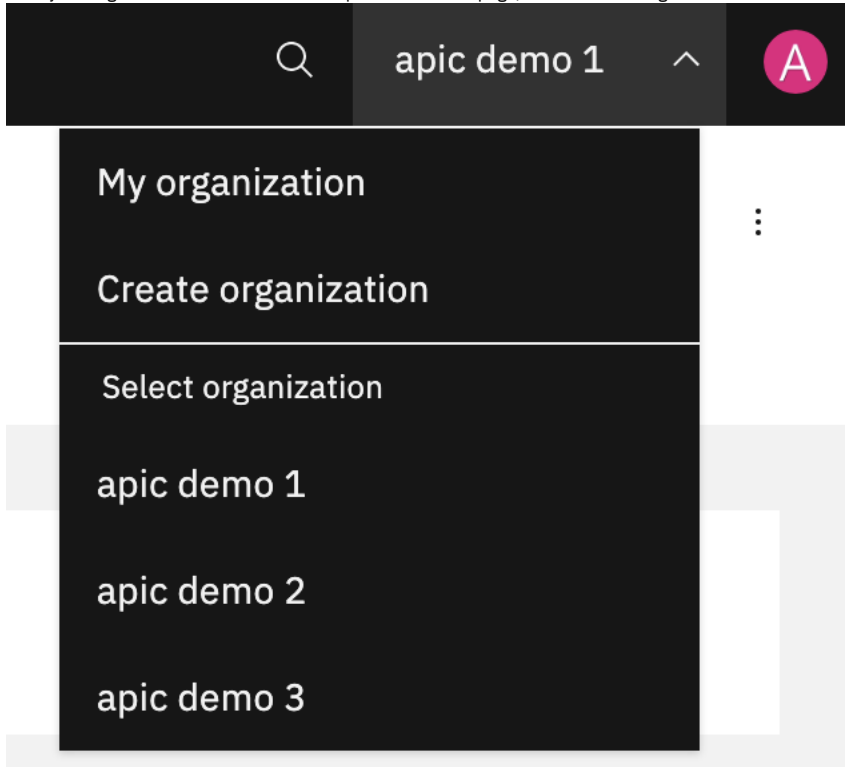 apic demo 1
A
My organization
Create organization
Select organization
apic demo 1
apic demo 2
apic demo 3